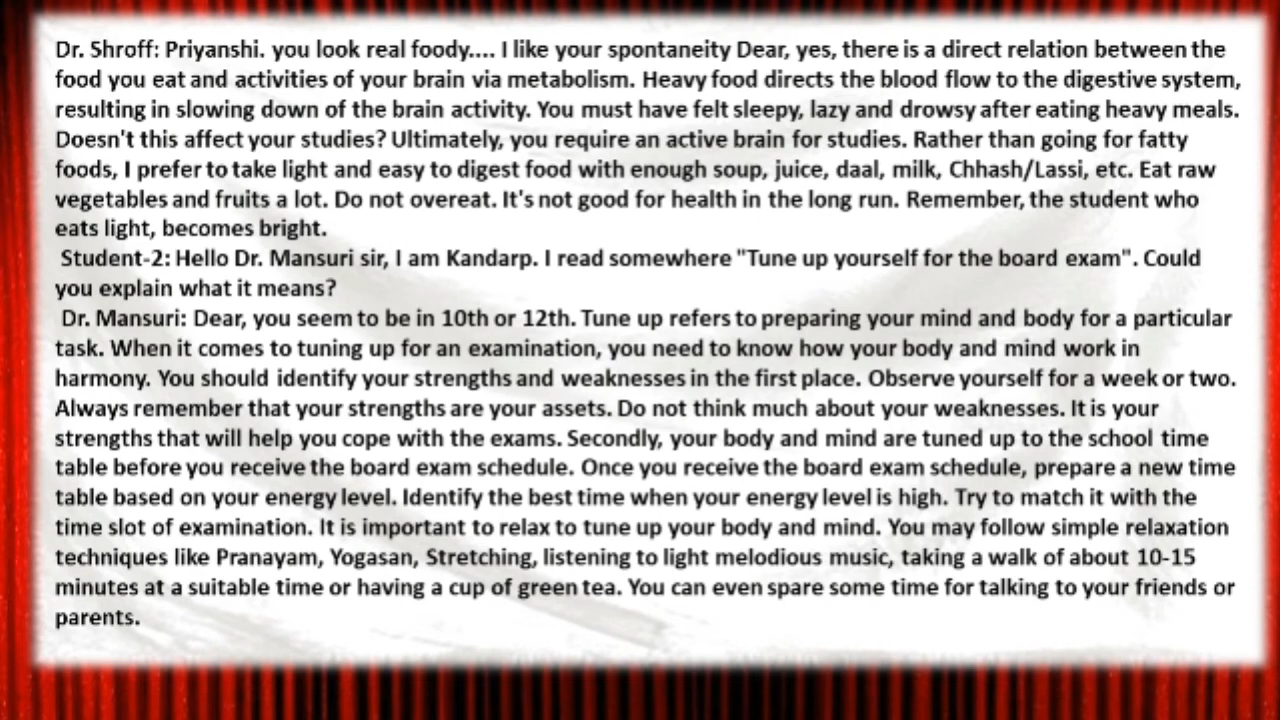 Dr. Shroff: Priyanshi. you look real foody.... I like your spontaneity Dear, yes, there is a direct relation between the
food you eat and activities of your brain via metabolism. Heavy food directs the blood flow to the digestive system,
resulting in slowing down of the brain activity. You must have felt sleepy, lazy and drowsy after eating heavy meals.
Doesn't this affect your studies? Ultimately, you require an active brain for studies. Rather than going for fatty
foods, I prefer to take light and easy to digest food with enough soup, juice, daal, milk, Chhash/Lassi, etc. Eat raw
vegetables and fruits a lot. Do not overeat. It's not good for health in the long run. Remember, the student who
eats light, becomes bright.
Student-2: Hello Dr. Mansuri sir, I am Kandarp. I read somewhere "Tune up yourself for the board exam". Could
you explain what it means?
Dr. Mansuri: Dear, you seem to be in 10th or 12th. Tune up refers to preparing your mind and body for a particular
task. When it comes to tuning up for an examination, you need to know how your body and mind work in
harmony. You should identify your strengths and weaknesses in the first place. Observe yourself for a week or two.
Always remember that your strengths are your assets. Do not think much about your weaknesses. It is your
strengths that will help you cope with the exams. Secondly, your body and mind are tuned up to the school time
table before you receive the board exam schedule. Once you receive the board exam schedule, prepare a new time
table based on your energy level. Identify the best time when your energy level is high. Try to match it with the
time slot of examination. It is important to relax to tune up your body and mind. You may follow simple relaxation
techniques like Pranayam, Yogasan, Stretching, listening to light melodious music, taking a walk of about 10-15
minutes at a suitable time or having a cup of green tea. You can even spare some time for talking to your friends or
parents.